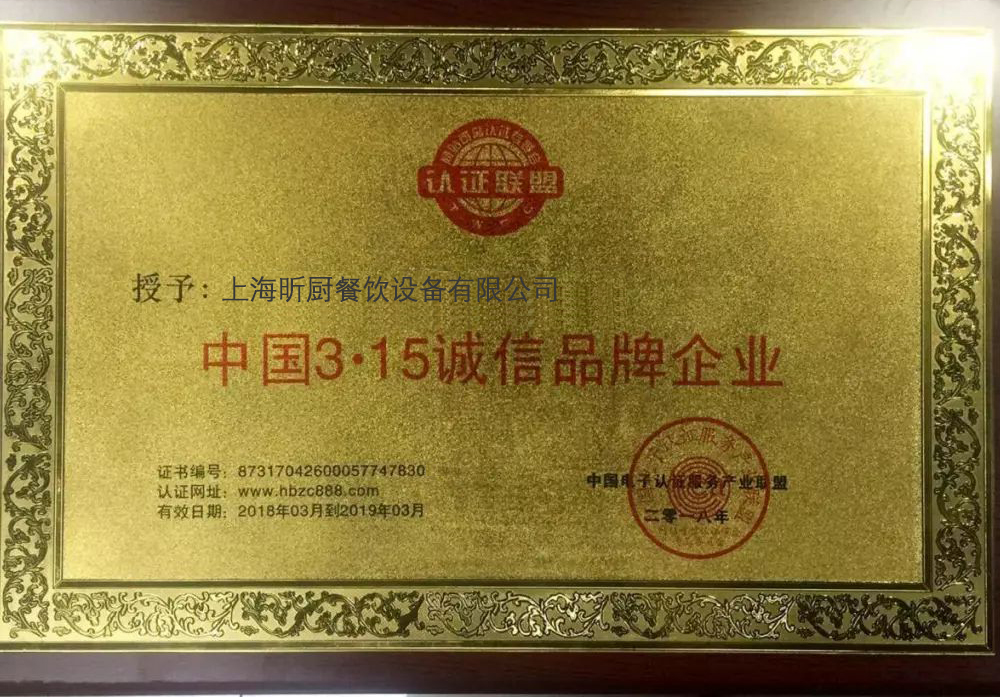 认证联盟
授予：上海昕厨餐饮设备有限公司
中国3·15诚信品牌企业
证书编号：87317042600057747830
认证网址：www.hbzc888.com
有效日期：2018年03月到2019年03月
中国电子认证服务产业联盟
二零一八年